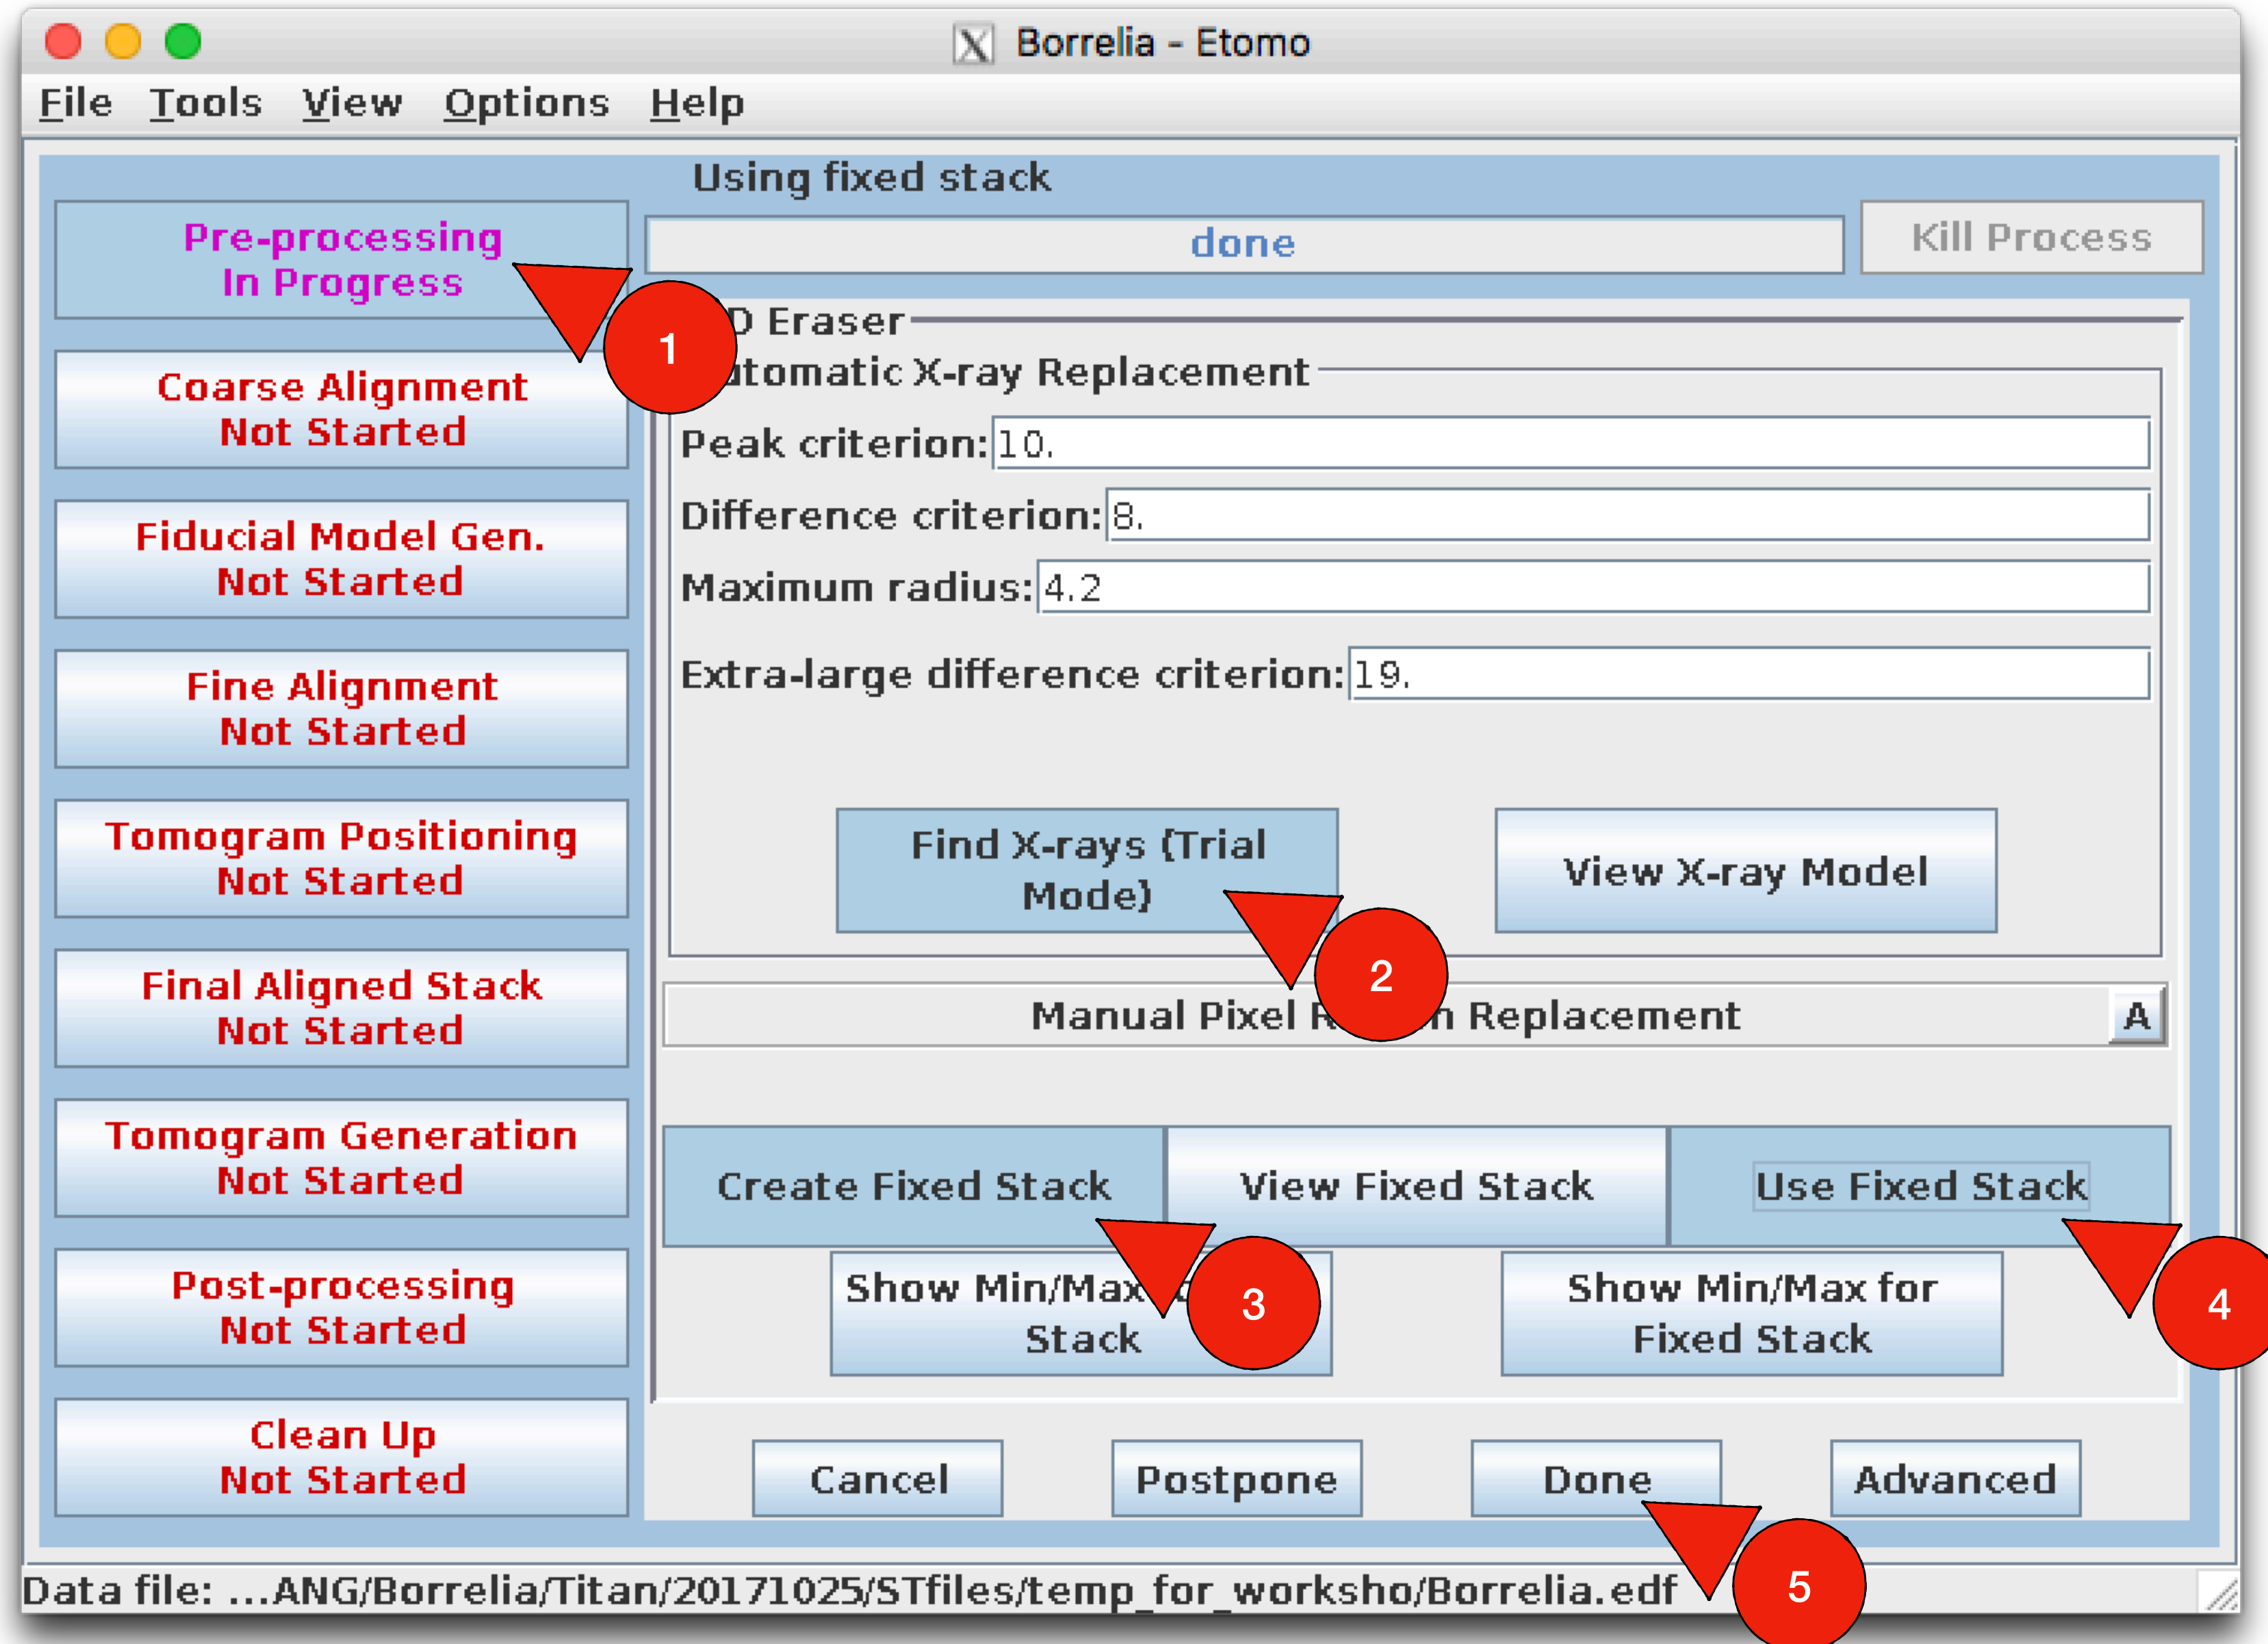 Borrelia - Etomo
File Tools View Options Help
Using fixed stack
Pre-processing
In Progress
done
Kill Process
1
D Eraser
Automatic X-ray Replacement
Coarse Alignment
Not Started
Peak criterion: 10.
Difference criterion: 8.
Fiducial Model Gen.
Not Started
Maximum radius: 4.2
Extra-large difference criterion: 19.
Fine Alignment
Not Started
Tomogram Positioning
Not Started
Find X-rays (Trial
Mode)
View X-ray Model
2
Final Aligned Stack
Not Started
Manual Pixel Replacement A
Tomogram Generation
Not Started
Create Fixed Stack
View Fixed Stack
Use Fixed Stack
Post-processing
Not Started
Show Min/Max
Stack
3
Show Min/Max for
Fixed Stack
4
Clean Up
Not Started
Cancel
Postpone
Done
Advanced
5
Data file: ...ANG/Borrelia/Titan/20171025/STfiles/temp_for_worksho/Borrelia.edf